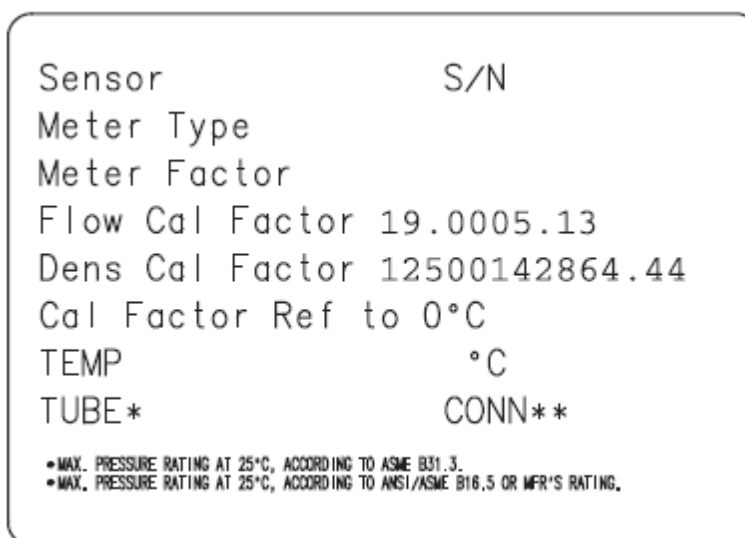 Sensor S/N
Meter Type
Meter Factor
Flow Cal Factor 19.0005.13
Dens Cal Factor 12500142864.44
Cal Factor Ref to 0°C
TEMP °C
TUBE* CONN**
*MAX. PRESSURE RATING AT 25°C, ACCORDING TO ASME B31.3.
*MAX. PRESSURE RATING AT 25°C, ACCORDING TO ANSI/ASME B16.5 OR MFR'S RATING.